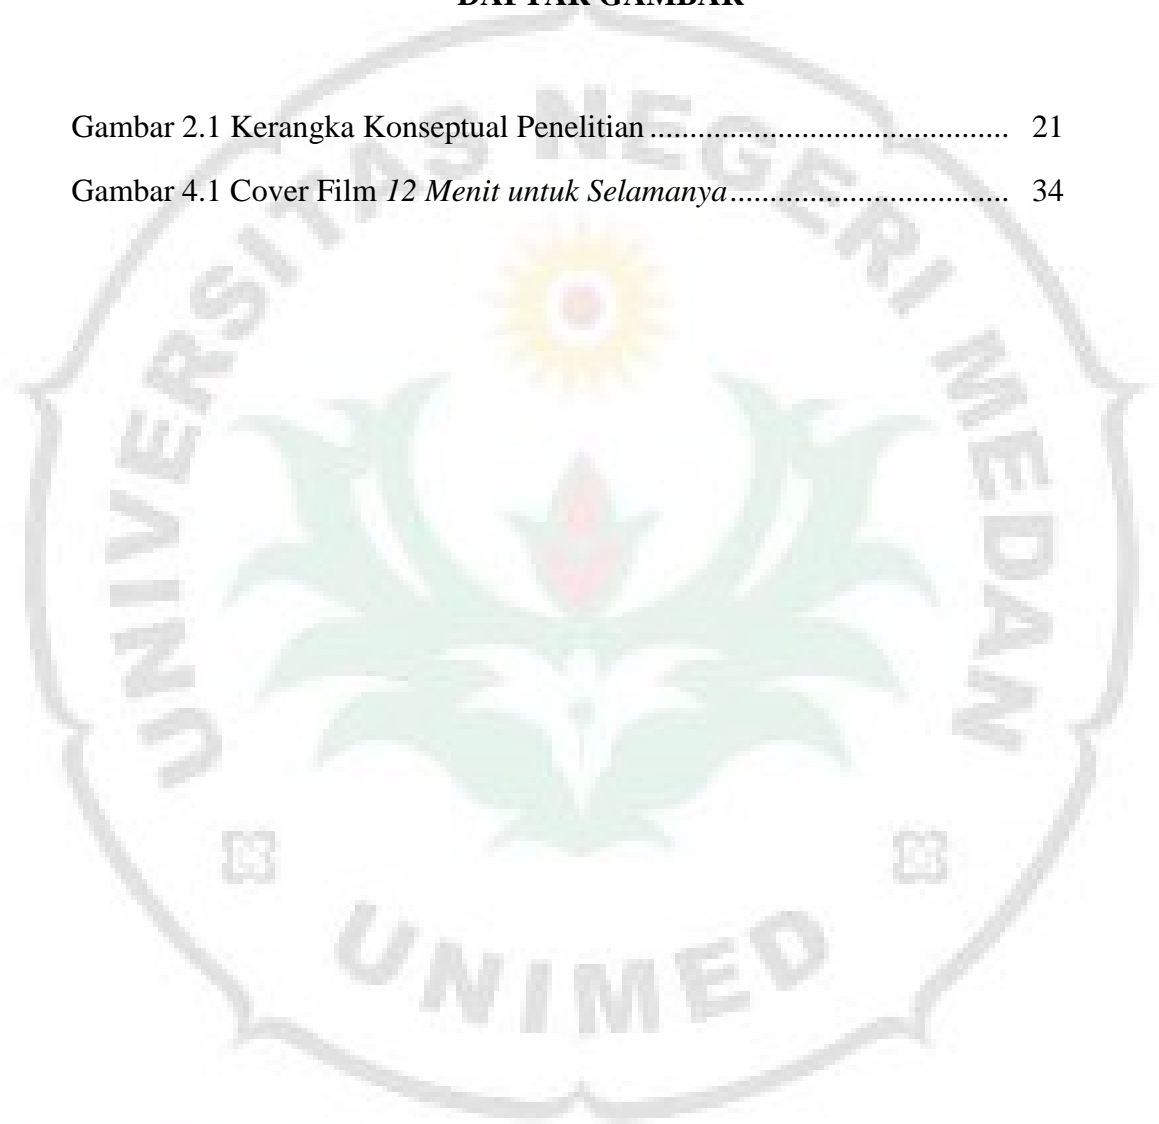 DAFTAR GAMBAR
Gambar 2.1 Kerangka Konseptual Penelitian ............................................. 21
Gambar 4.1 Cover Film 12 Menit untuk Selamanya................................... 34
UNIVERSITAS NEGERI MEDAN
UNIMED